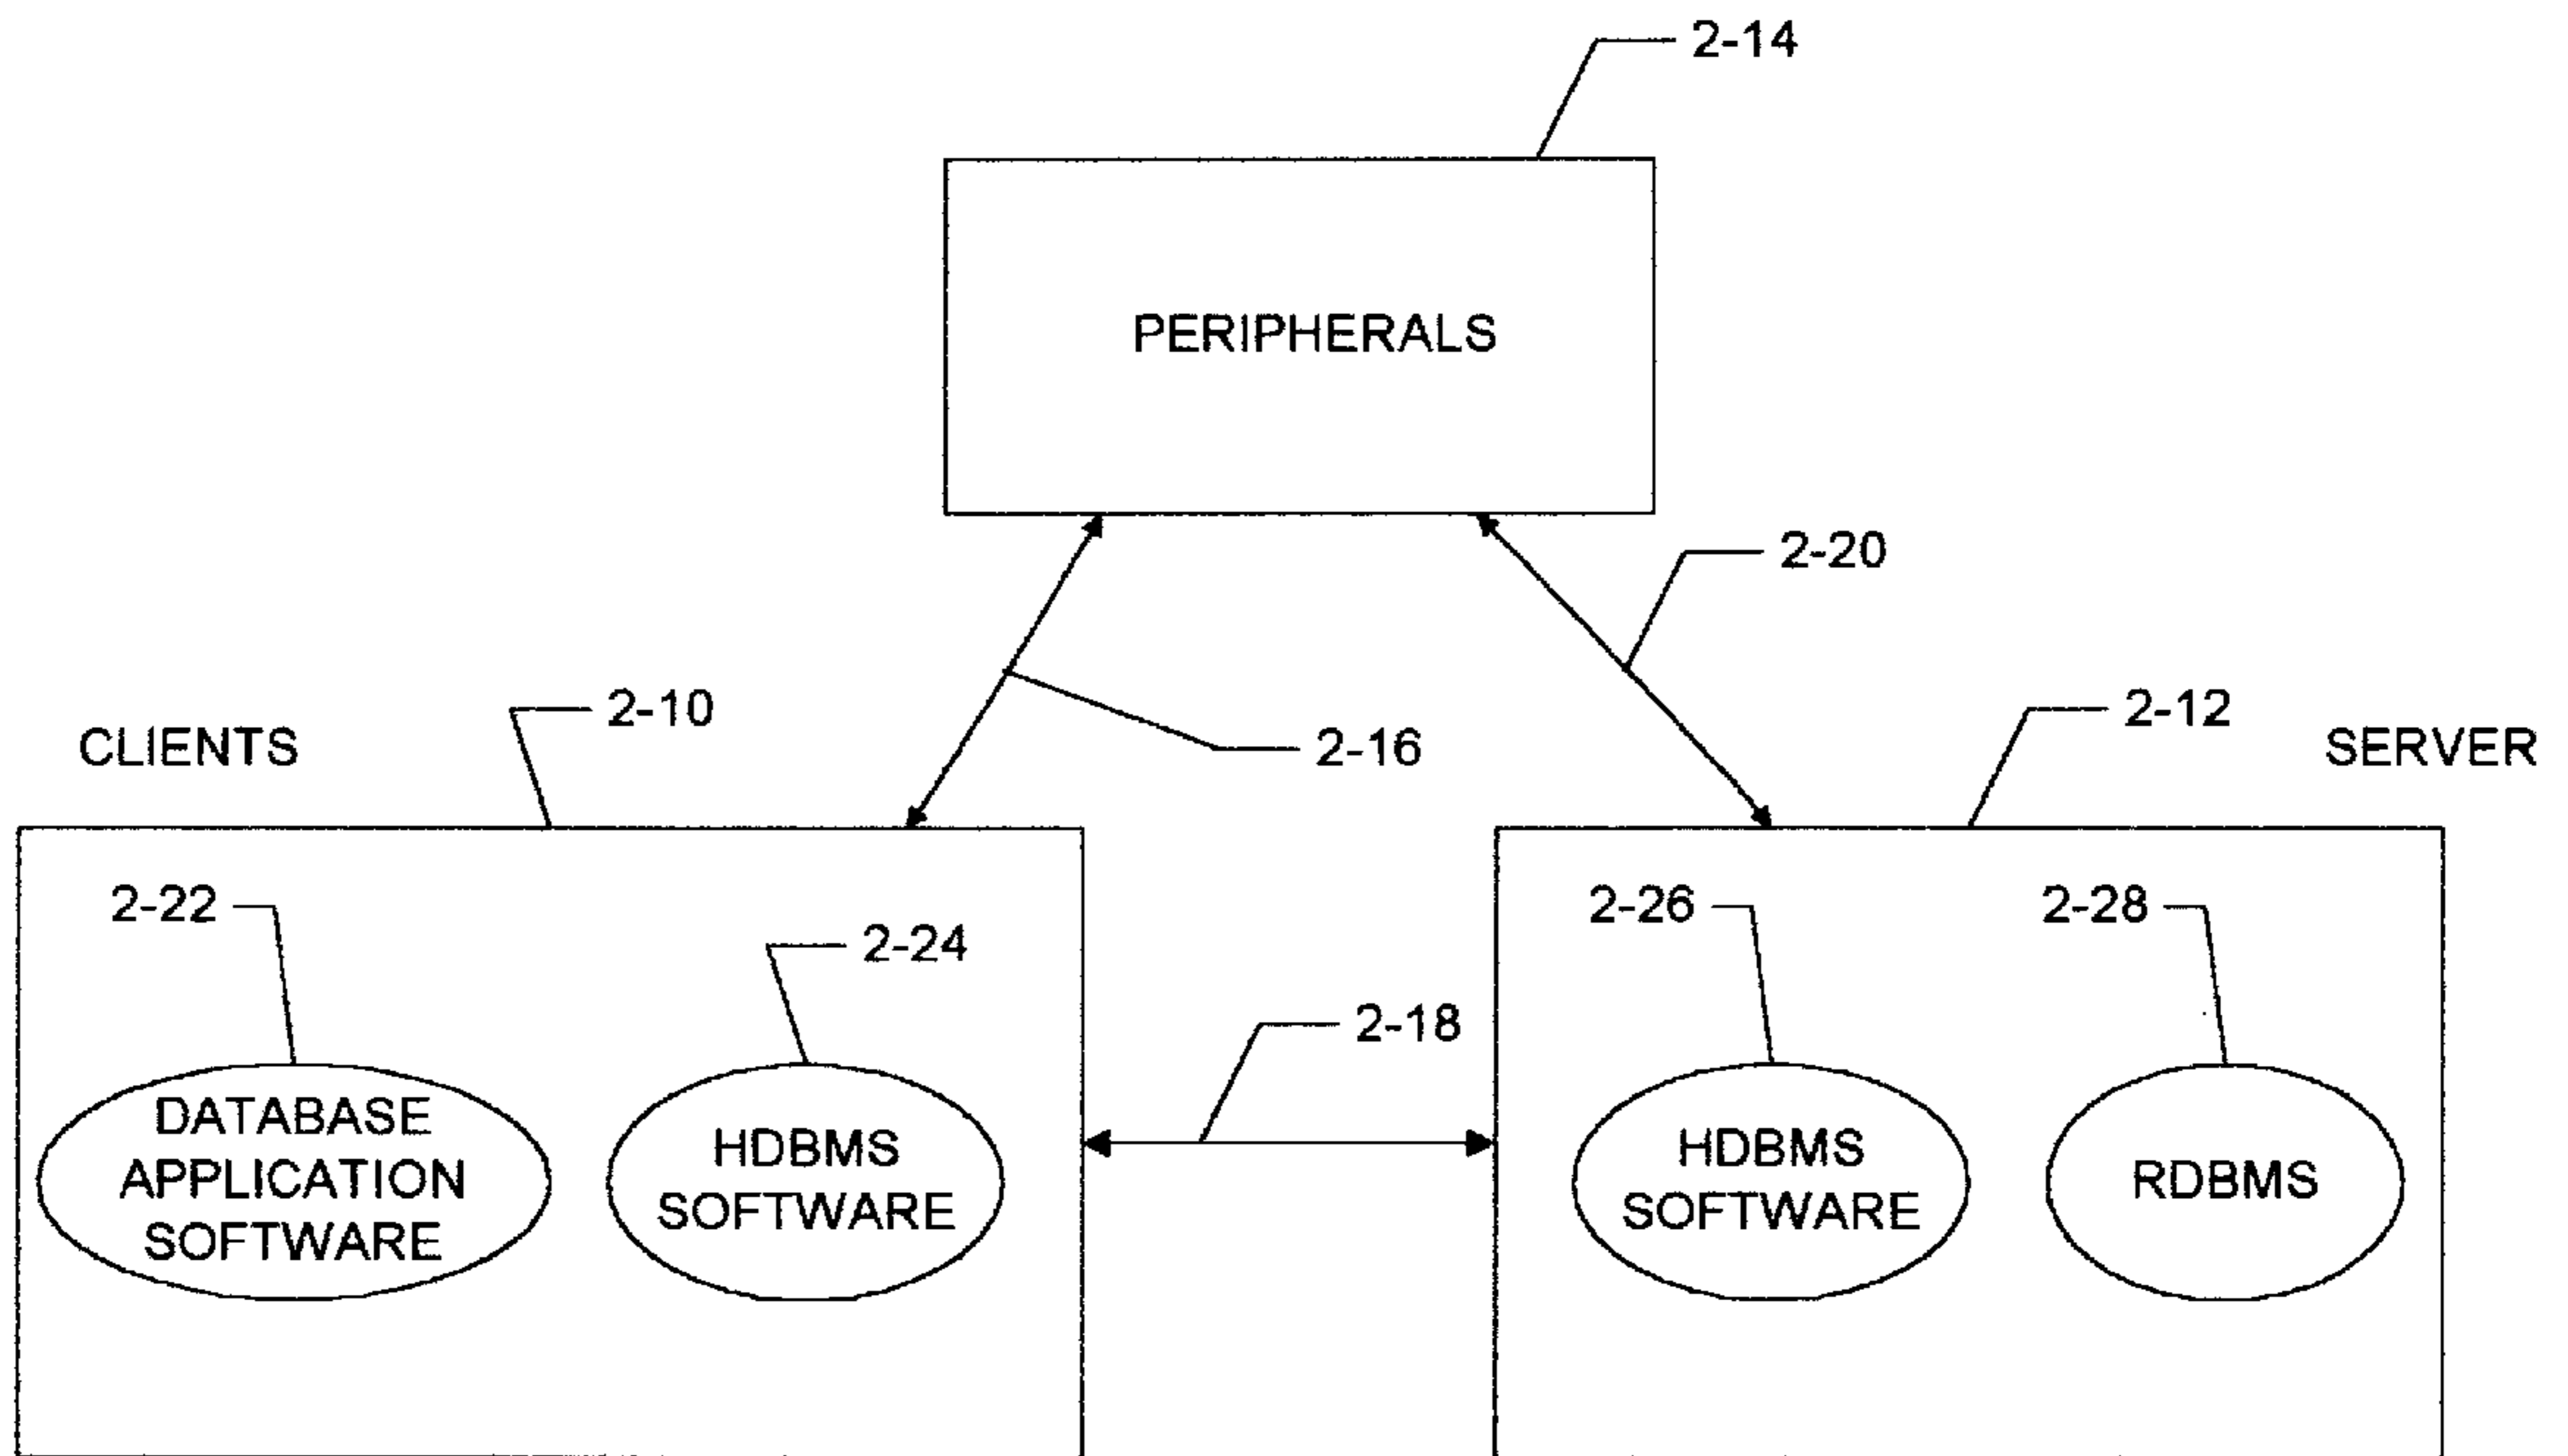 2-14
PERIPHERALS
2-20
2-10
2-12
CLIENTS
2-16
SERVER
2-22
2-24
2-26
2-28
2-18
DATABASE
APPLICATION
SOFTWARE
HDBMS
SOFTWARE
HDBMS
SOFTWARE
RDBMS